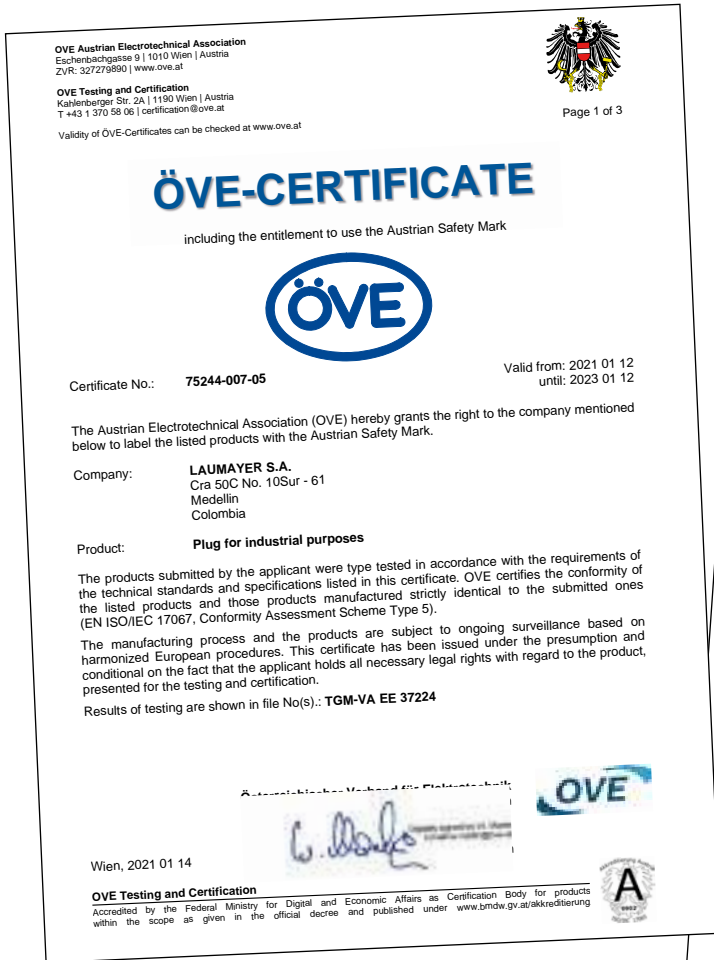 OVE Austrian Electrotechnical Association
Eschenbachgasse 9 | 1010 Wien | Austria
ZVR: 327279890 | www.ove.at
OVE Testing and Certification
Kahlenberger Str. 2A | 1190 Wien | Austria
T +43 1 370 58 06 | certification@ove.at
Validity of ÖVE-Certificates can be checked at www.ove.at
Page 1 of 3
ÖVE-CERTIFICATE
including the entitlement to use the Austrian Safety Mark
ÖVE
Certificate No.: 75244-007-05
Valid from: 2021 01 12
until: 2023 01 12
The Austrian Electrotechnical Association (OVE) hereby grants the right to the company mentioned
below to label the listed products with the Austrian Safety Mark.
Company: LAUMAYER S.A.
Cra 50C No. 10Sur - 61
Medellin
Colombia
Product: Plug for industrial purposes
The products submitted by the applicant were type tested in accordance with the requirements of
the technical standards and specifications listed in this certificate. OVE certifies the conformity of
the listed products and those products manufactured strictly identical to the submitted ones
(EN ISO/IEC 17067, Conformity Assessment Scheme Type 5).
The manufacturing process and the products are subject to ongoing surveillance based on
harmonized European procedures. This certificate has been issued under the presumption and
conditional on the fact that the applicant holds all necessary legal rights with regard to the product,
presented for the testing and certification.
Results of testing are shown in file No(s).: TGM-VA EE 37224
Österreichischer Verband für Elektrotechnik
OVE
Wien, 2021 01 14
OVE Testing and Certification
Accredited by the Federal Ministry for Digital and Economic Affairs as Certification Body for products
within the scope as given in the official decree and published under www.bmdw.gv.at/akkreditierung
A